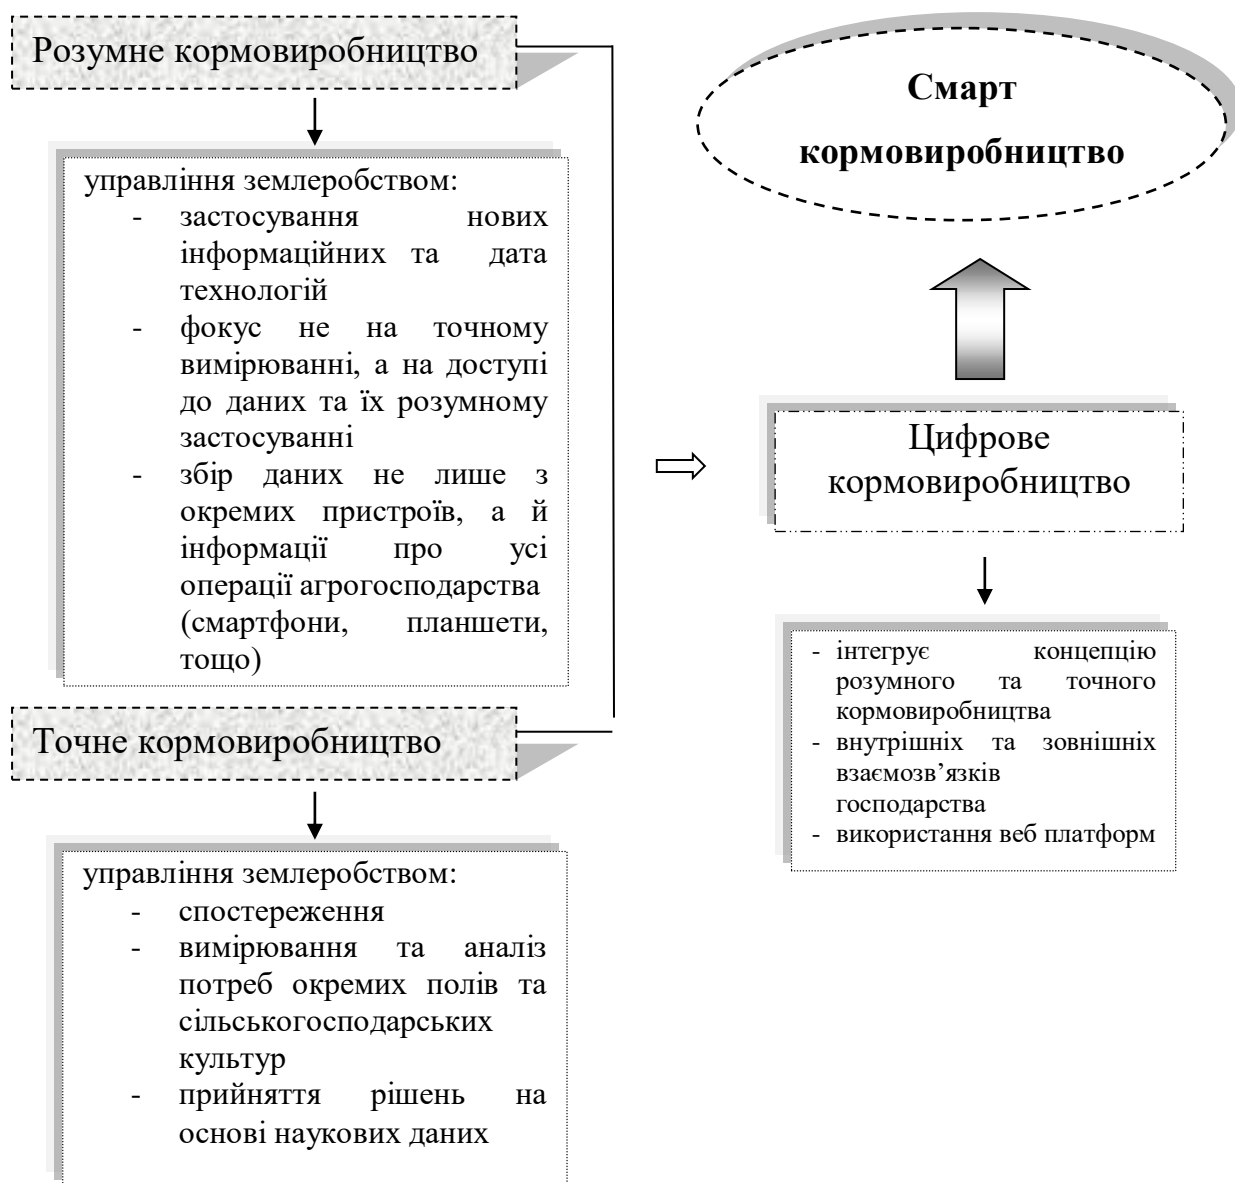 Розумне кормовиробництво
управління землеробством:
- застосування нових
інформаційних та дата
технологій
- фокус не на точному
вимірюванні, а на доступі
до даних та їх розумному
застосуванні
- збір даних не лише з
окремих пристроїв, а й
інформації про усі
операції агрогосподарства
(смартфони, планшети,
тощо)
Точне кормовиробництво
управління землеробством:
- спостереження
- вимірювання та аналіз
потреб окремих полів та
сільськогосподарських
культур
- прийняття рішень на
основі наукових даних
Смарт
кормовиробництво
Цифрове
кормовиробництво
- інтегрує концепцію
розумного та точного
кормовиробництва
- внутрішніх та зовнішніх
взаємозв’язків
господарства
- використання веб платформ